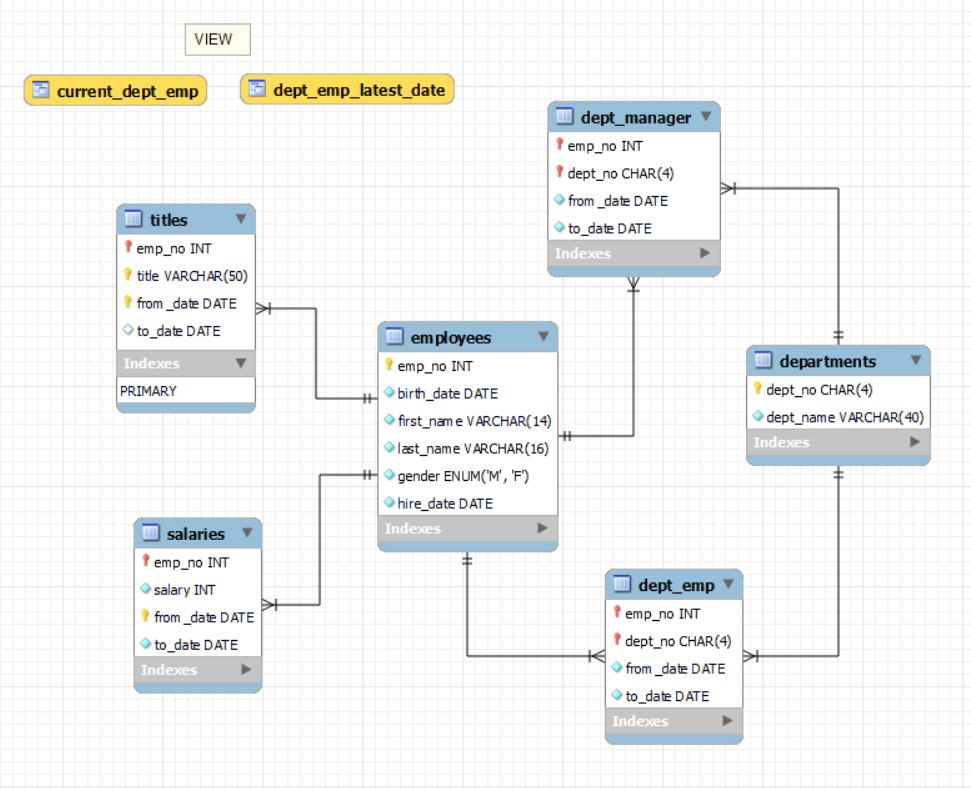 VIEW
current_dept_emp
dept_emp_latest_date
dept_manager
emp_no INT
dept_no CHAR(4)
from_date DATE
to_date DATE
Indexes
titles
emp_no INT
title VARCHAR(50)
from_date DATE
to_date DATE
Indexes
PRIMARY
employees
emp_no INT
birth_date DATE
first_name VARCHAR(14)
last_name VARCHAR(16)
gender ENUM('M', 'F')
hire_date DATE
Indexes
departments
dept_no CHAR(4)
dept_name VARCHAR(40)
Indexes
salaries
emp_no INT
salary INT
from_date DATE
to_date DATE
Indexes
dept_emp
emp_no INT
dept_no CHAR(4)
from_date DATE
to_date DATE
Indexes